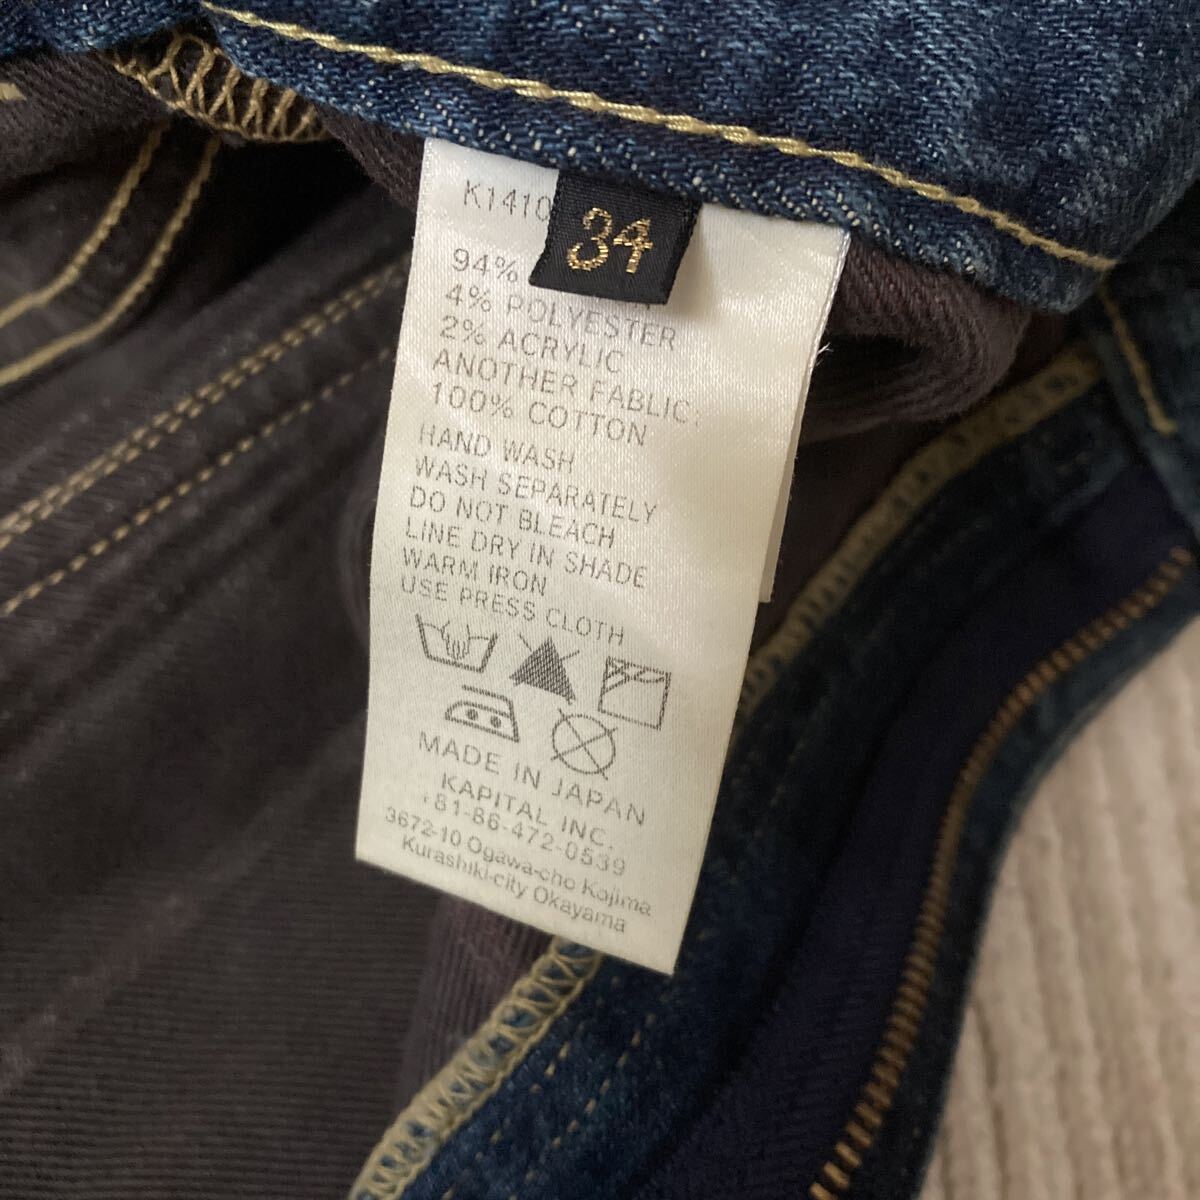 K1410
34
94%
4% POLYESTER
2% ACRYLIC
ANOTHER FABLIC:
100% COTTON
HAND WASH
WASH SEPARATELY
DO NOT BLEACH
LINE DRY IN SHADE
WARM IRON
USE PRESS CLOTH
MADE IN JAPAN
KAPITAL INC.
+81-86-472-0539
3672-10 Ogawa-cho Kojima
Kurashiki-city Okayama